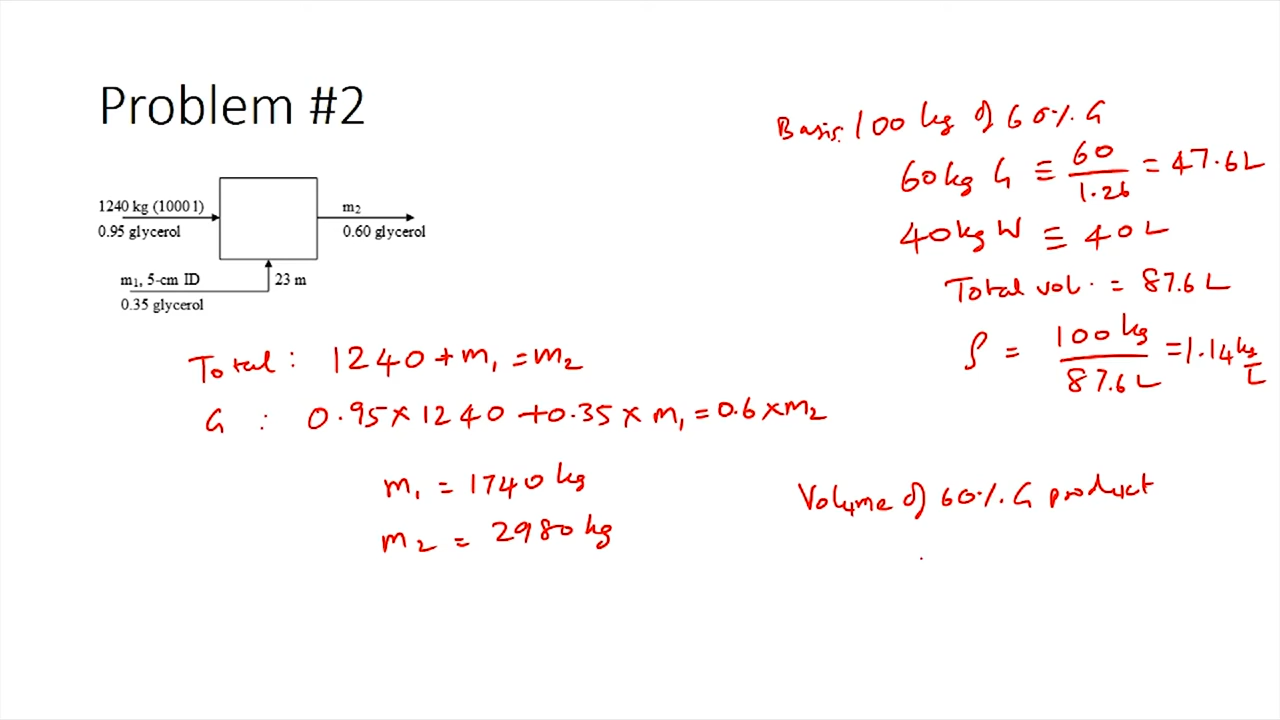 Problem #2
1240 kg (1000 l)
0.95 glycerol
m₂
0.60 glycerol
m₁, 5-cm ID
0.35 glycerol
23 m
Total : 1240 + m₁ = m₂
G : 0.95 × 1240 + 0.35 × m₁ = 0.6 × m₂
m₁ = 1740 kg
m₂ = 2980 kg
Basis: 100 kg of 60% G
60 kg G ≡ 60/1.26 = 47.6 L
40 kg W ≡ 40 L
Total vol. = 87.6 L
ρ = 100 kg/87.6 L = 1.14 kg/L
Volume of 60% G product